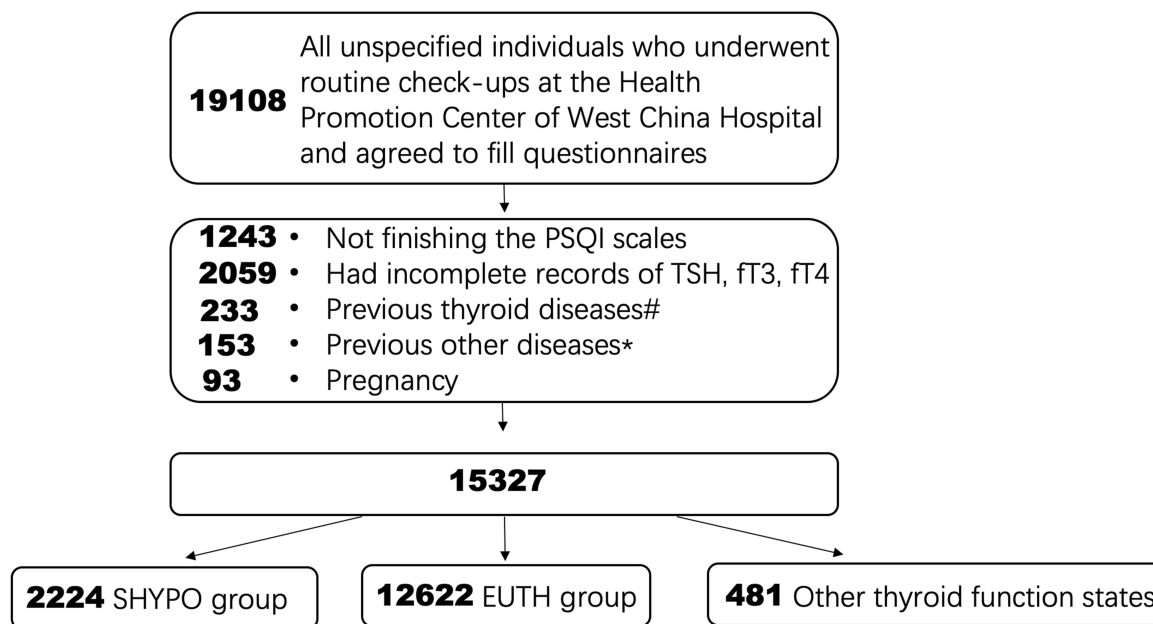 19108
All unspecified individuals who underwent
routine check-ups at the Health
Promotion Center of West China Hospital
and agreed to fill questionnaires
1243 • Not finishing the PSQI scales
2059 • Had incomplete records of TSH, fT3, fT4
233 • Previous thyroid diseases#
153 • Previous other diseases*
93 • Pregnancy
15327
2224 SHYPO group
12622 EUTH group
481 Other thyroid function states